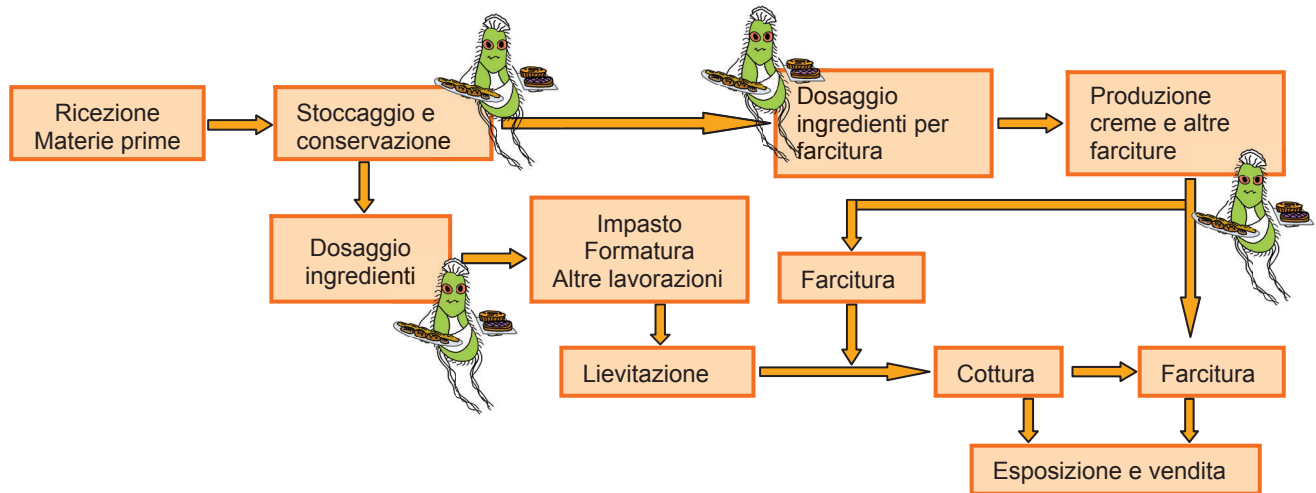 Ricezione
Materie prime
Stoccaggio e
conservazione
Dosaggio
ingredienti per
farcitura
Produzione
creme e altre
farciture
Dosaggio
ingredienti
Impasto
Formatura
Altre lavorazioni
Farcitura
Lievitazione
Cottura
Farcitura
Esposizione e vendita